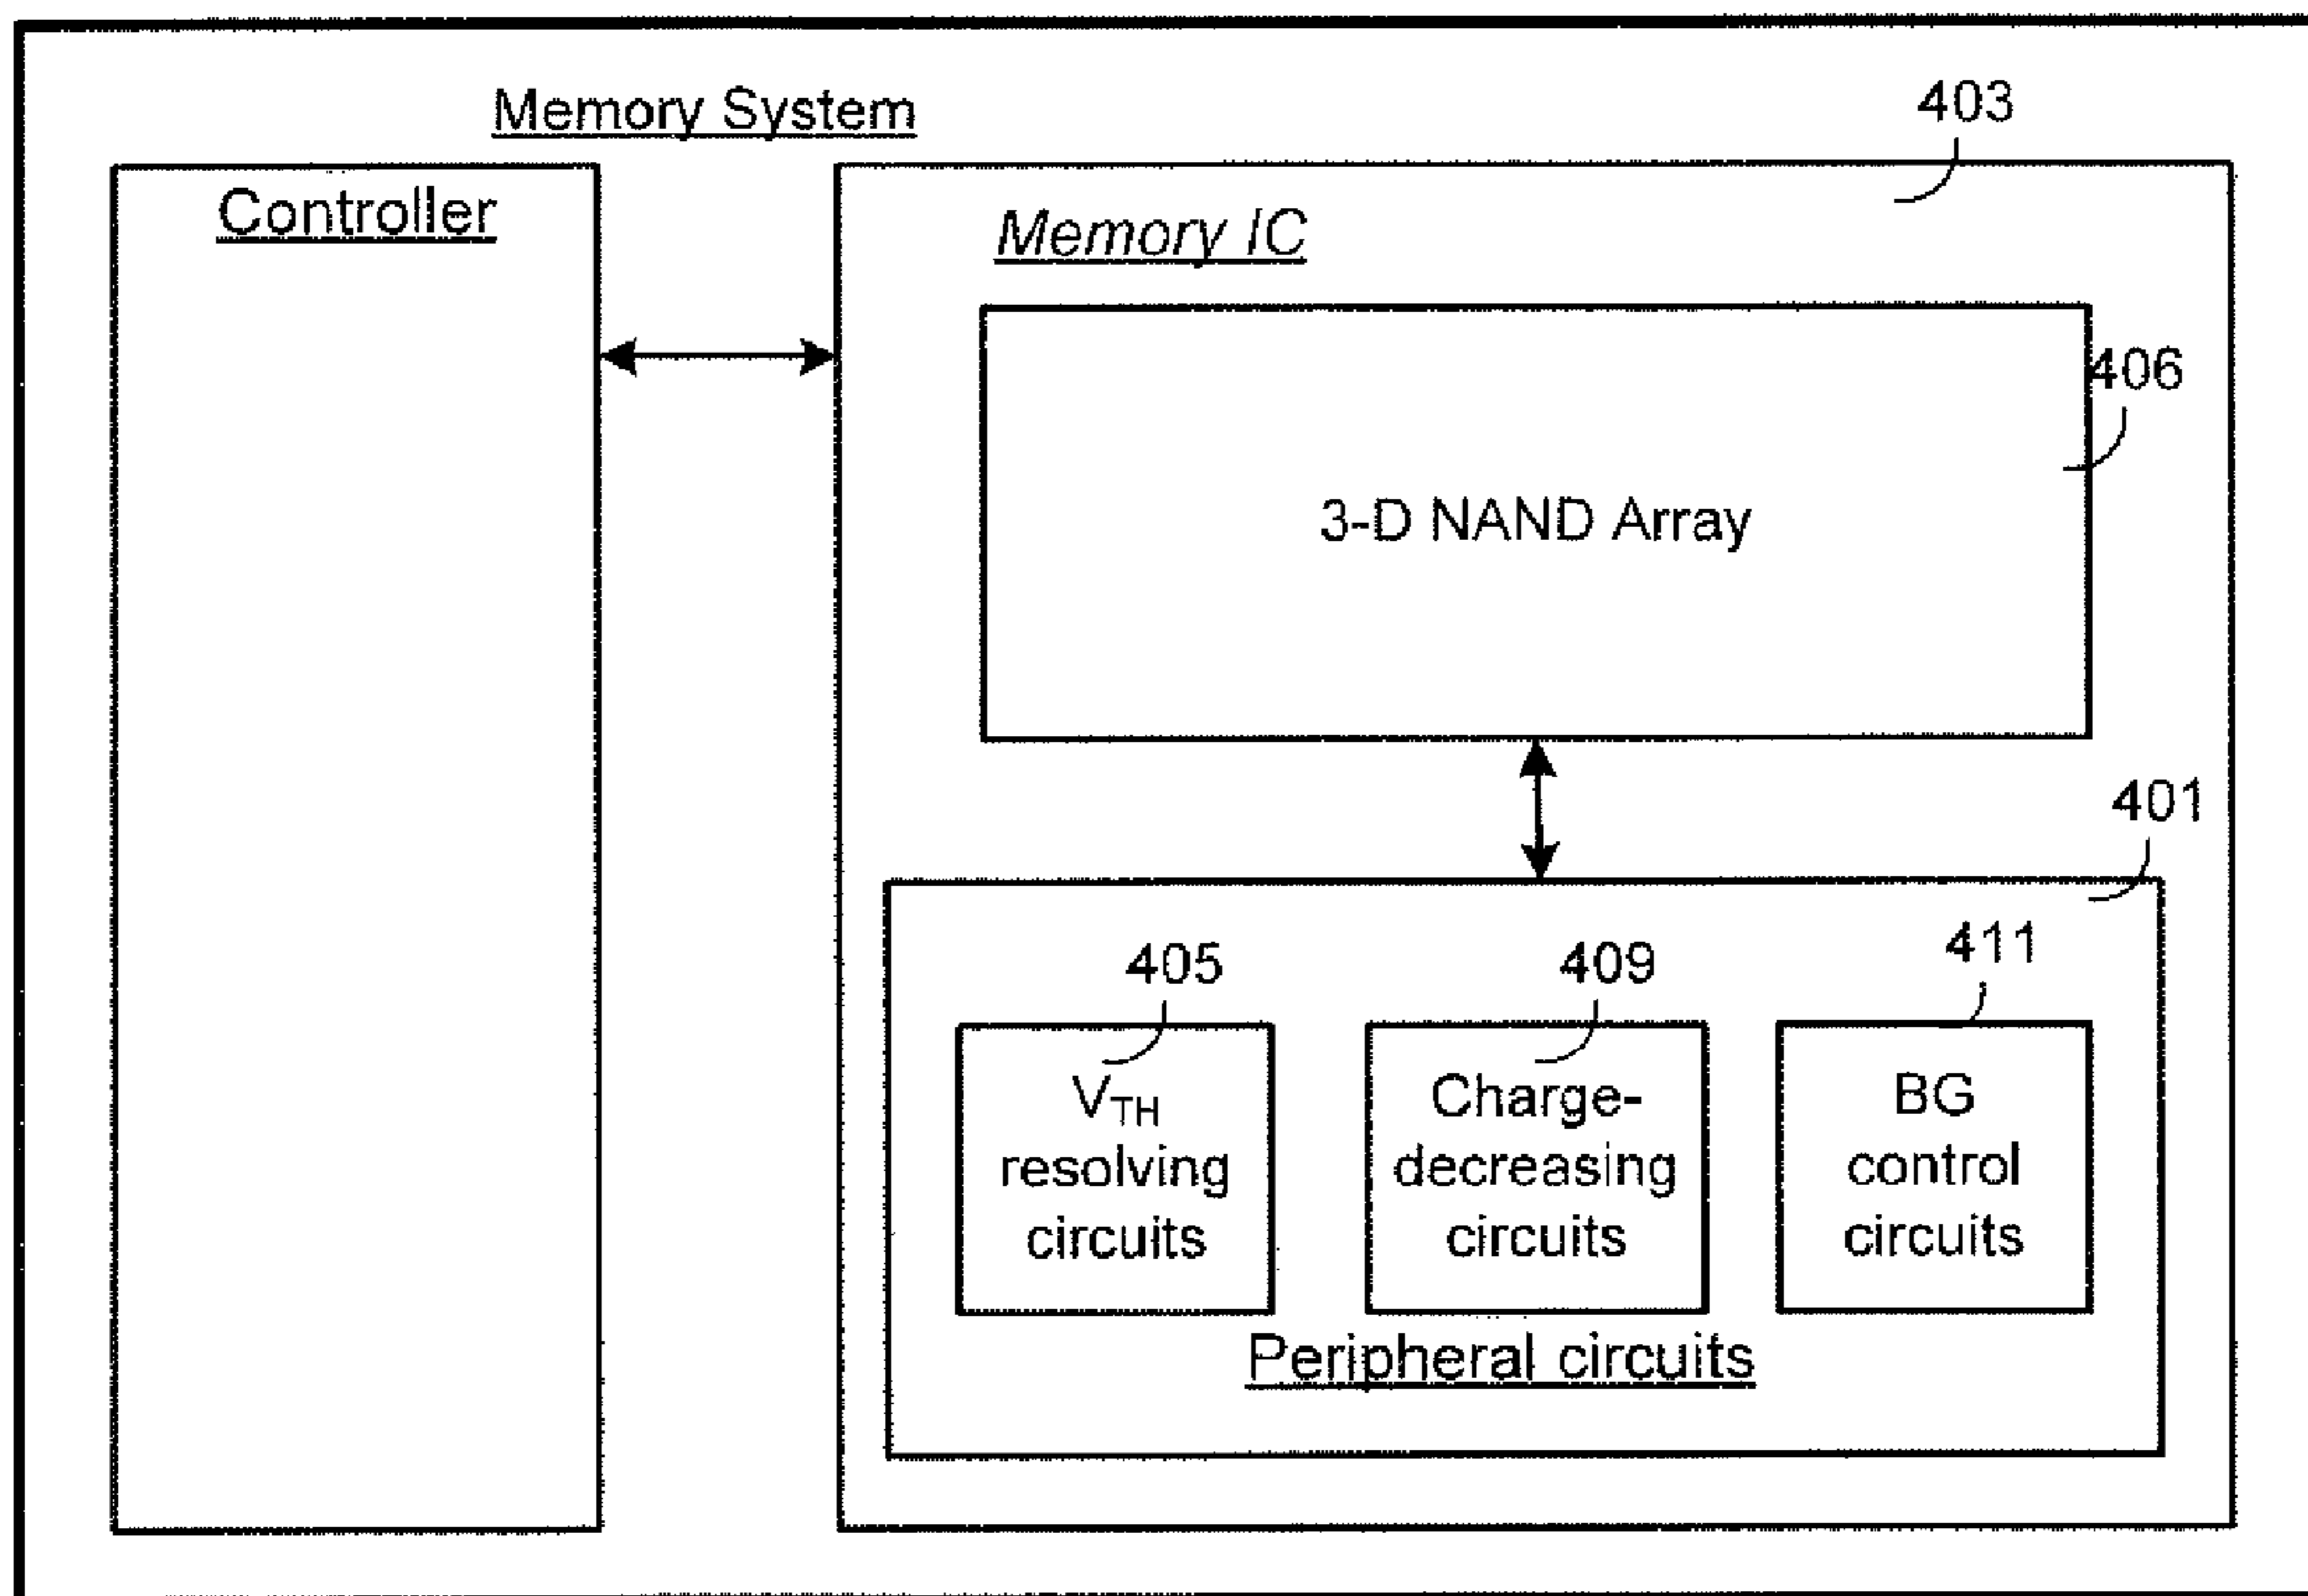 Memory System
403
Controller
Memory IC
406
3-D NAND Array
401
405
409
411
VTH
resolving
circuits
Charge-
decreasing
circuits
BG
control
circuits
Peripheral circuits